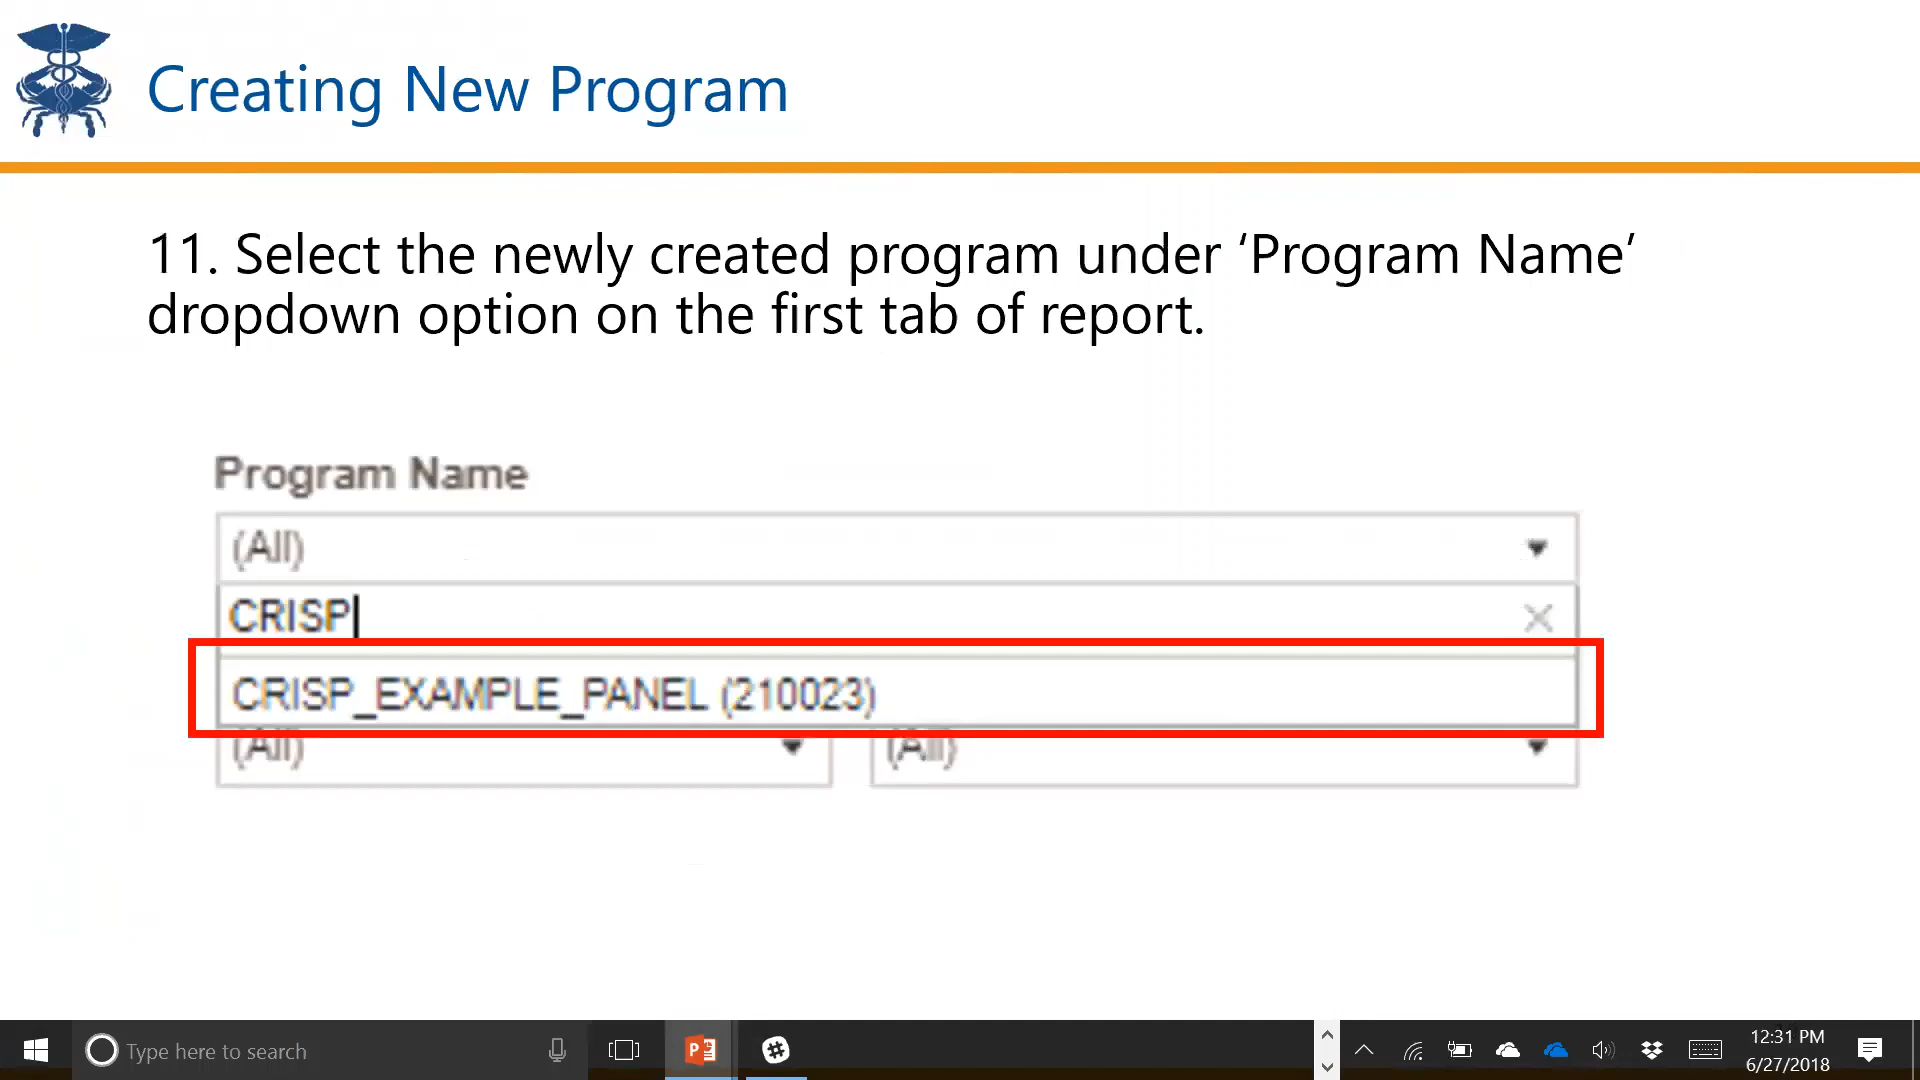 Creating New Program
11. Select the newly created program under ‘Program Name’
dropdown option on the first tab of report.
Program Name
(All)
CRISP
CRISP_EXAMPLE_PANEL (210023)
(All) (All)
Type here to search
12:31 PM
6/27/2018